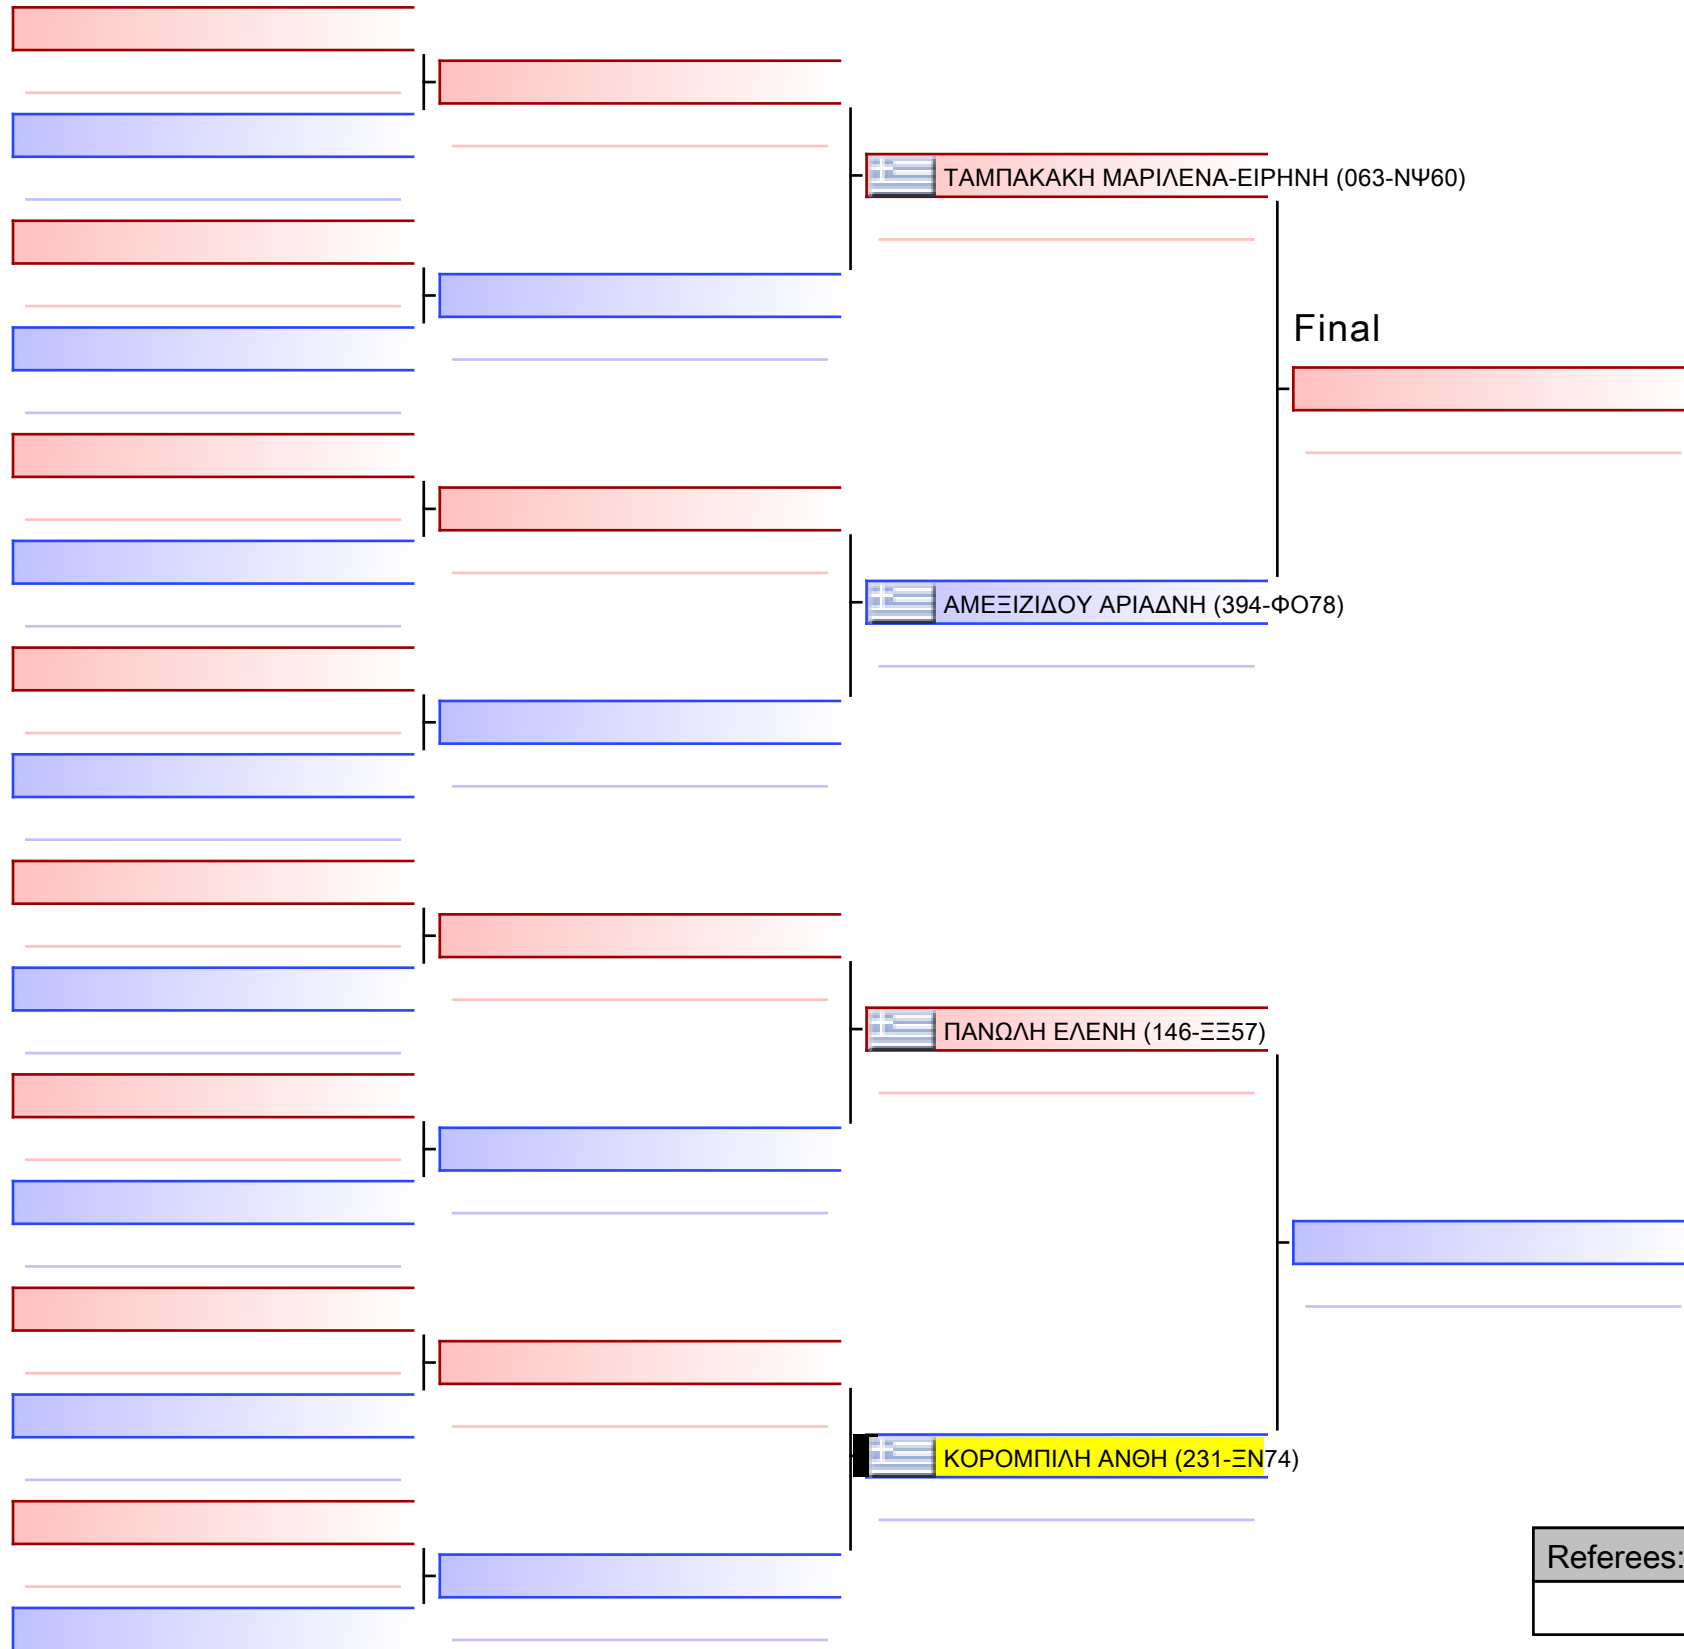 ΤΑΜΠΑΚΑΚΗ ΜΑΡΙΛΕΝΑ-ΕΙΡΗΝΗ (063-ΝΨ60)
Final
ΑΜΕΞΙΖΙΔΟΥ ΑΡΙΑΔΝΗ (394-ΦΟ78)
ΠΑΝΩΛΗ ΕΛΕΝΗ (146-ΞΞ57)
ΚΟΡΟΜΠΙΛΗ ΑΝΘΗ (231-ΞΝ74)
Referees: